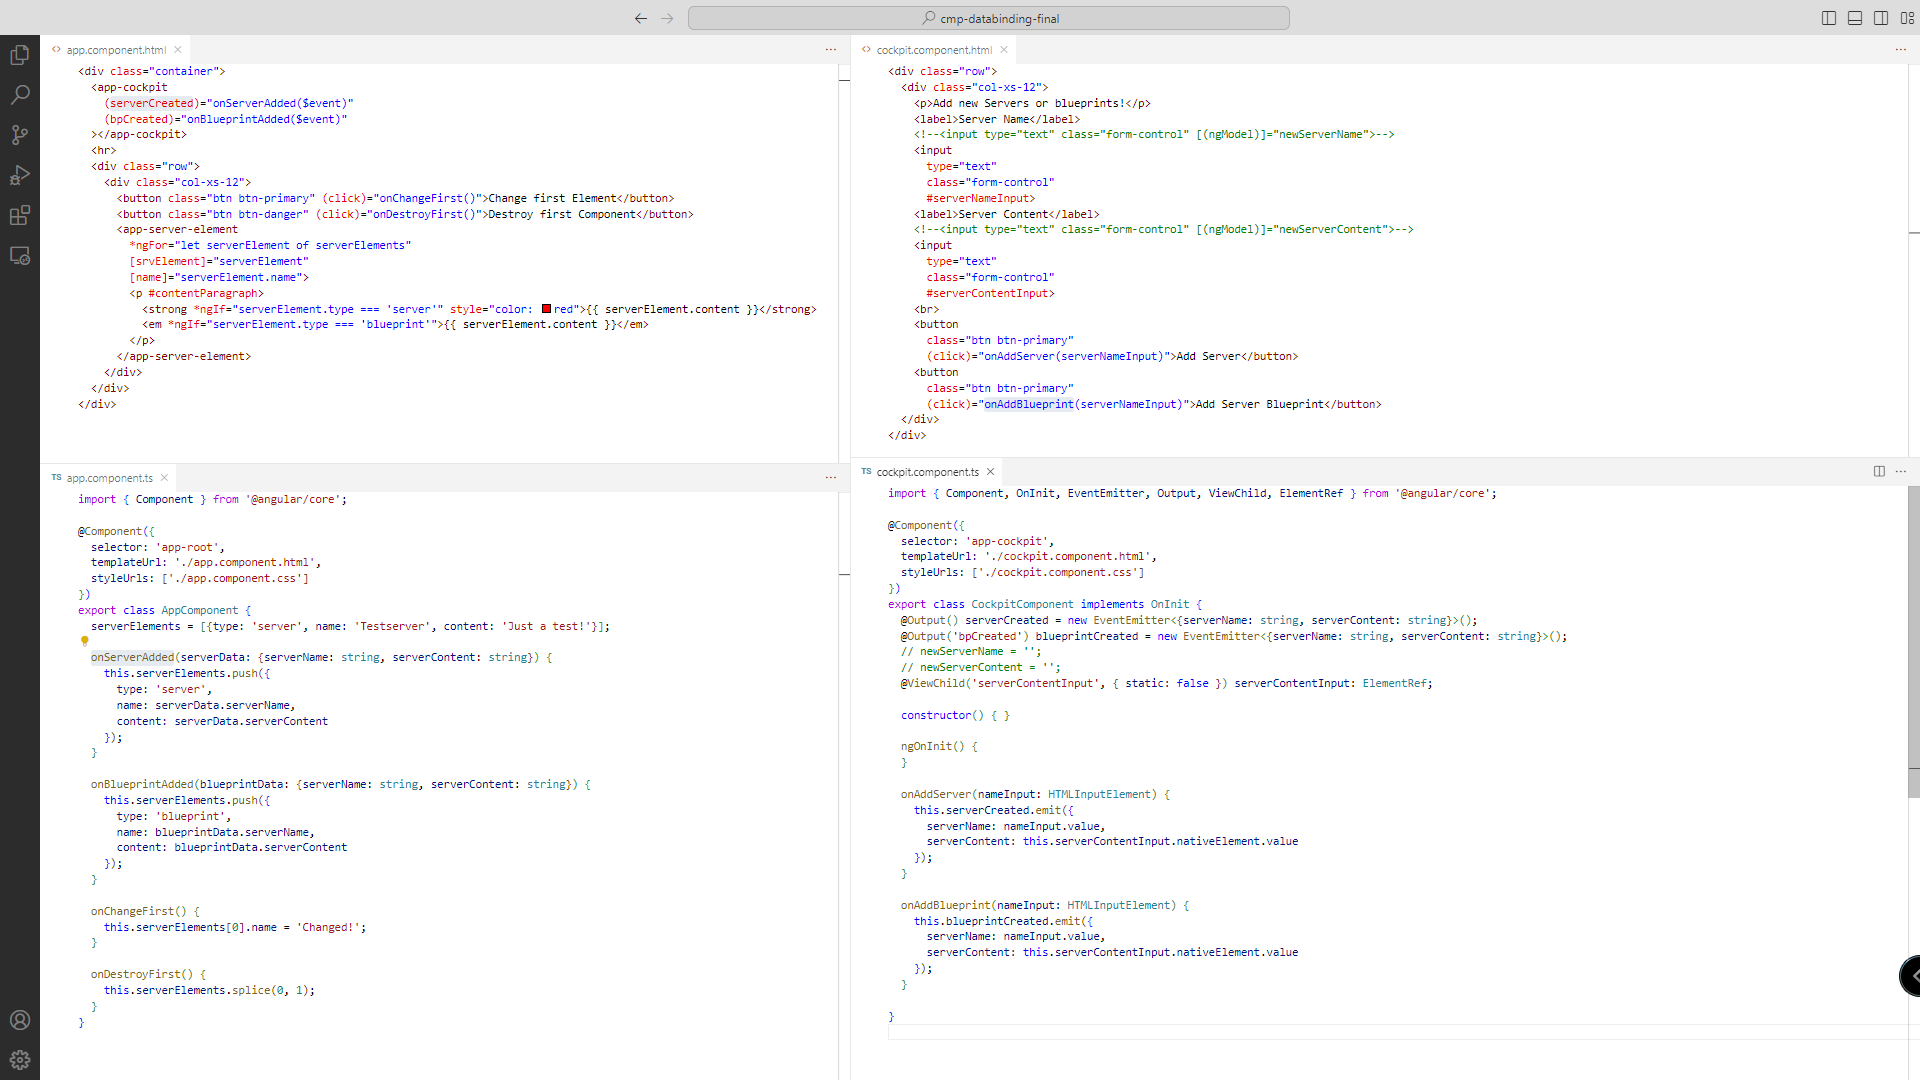 cmp-databinding-final
<> app.component.html ×
<div class="container">
<app-cockpit
(serverCreated)="onServerAdded($event)"
(bpCreated)="onBlueprintAdded($event)"
></app-cockpit>
<hr>
<div class="row">
<div class="col-xs-12">
<button class="btn btn-primary" (click)="onChangeFirst()">Change first Element</button>
<button class="btn btn-danger" (click)="onDestroyFirst()">Destroy first Component</button>
<app-server-element
*ngFor="let serverElement of serverElements"
[srvElement]="serverElement"
[name]="serverElement.name">
<p #contentParagraph>
<strong *ngIf="serverElement.type === 'server'" style="color: red">{{ serverElement.content }}</strong>
<em *ngIf="serverElement.type === 'blueprint'">{{ serverElement.content }}</em>
</p>
</app-server-element>
</div>
</div>
</div>
<> cockpit.component.html ×
<div class="row">
<div class="col-xs-12">
<p>Add new Servers or blueprints!</p>
<label>Server Name</label>
<!--<input type="text" class="form-control" [(ngModel)]="newServerName">-->
<input
type="text"
class="form-control"
#serverNameInput>
<label>Server Content</label>
<!--<input type="text" class="form-control" [(ngModel)]="newServerContent">-->
<input
type="text"
class="form-control"
#serverContentInput>
<br>
<button
class="btn btn-primary"
(click)="onAddServer(serverNameInput)">Add Server</button>
<button
class="btn btn-primary"
(click)="onAddBlueprint(serverNameInput)">Add Server Blueprint</button>
</div>
</div>
TS app.component.ts ×
import { Component } from '@angular/core';
@Component({
selector: 'app-root',
templateUrl: './app.component.html',
styleUrls: ['./app.component.css']
})
export class AppComponent {
serverElements = [{type: 'server', name: 'Testserver', content: 'Just a test!'}];
onServerAdded(serverData: {serverName: string, serverContent: string}) {
this.serverElements.push({
type: 'server',
name: serverData.serverName,
content: serverData.serverContent
});
}
onBlueprintAdded(blueprintData: {serverName: string, serverContent: string}) {
this.serverElements.push({
type: 'blueprint',
name: blueprintData.serverName,
content: blueprintData.serverContent
});
}
onChangeFirst() {
this.serverElements[0].name = 'Changed!';
}
onDestroyFirst() {
this.serverElements.splice(0, 1);
}
}
TS cockpit.component.ts ×
import { Component, OnInit, EventEmitter, Output, ViewChild, ElementRef } from '@angular/core';
@Component({
selector: 'app-cockpit',
templateUrl: './cockpit.component.html',
styleUrls: ['./cockpit.component.css']
})
export class CockpitComponent implements OnInit {
@Output() serverCreated = new EventEmitter<{serverName: string, serverContent: string}>();
@Output('bpCreated') blueprintCreated = new EventEmitter<{serverName: string, serverContent: string}>();
// newServerName = '';
// newServerContent = '';
@ViewChild('serverContentInput', { static: false }) serverContentInput: ElementRef;
constructor() { }
ngOnInit() {
}
onAddServer(nameInput: HTMLInputElement) {
this.serverCreated.emit({
serverName: nameInput.value,
serverContent: this.serverContentInput.nativeElement.value
});
}
onAddBlueprint(nameInput: HTMLInputElement) {
this.blueprintCreated.emit({
serverName: nameInput.value,
serverContent: this.serverContentInput.nativeElement.value
});
}
}